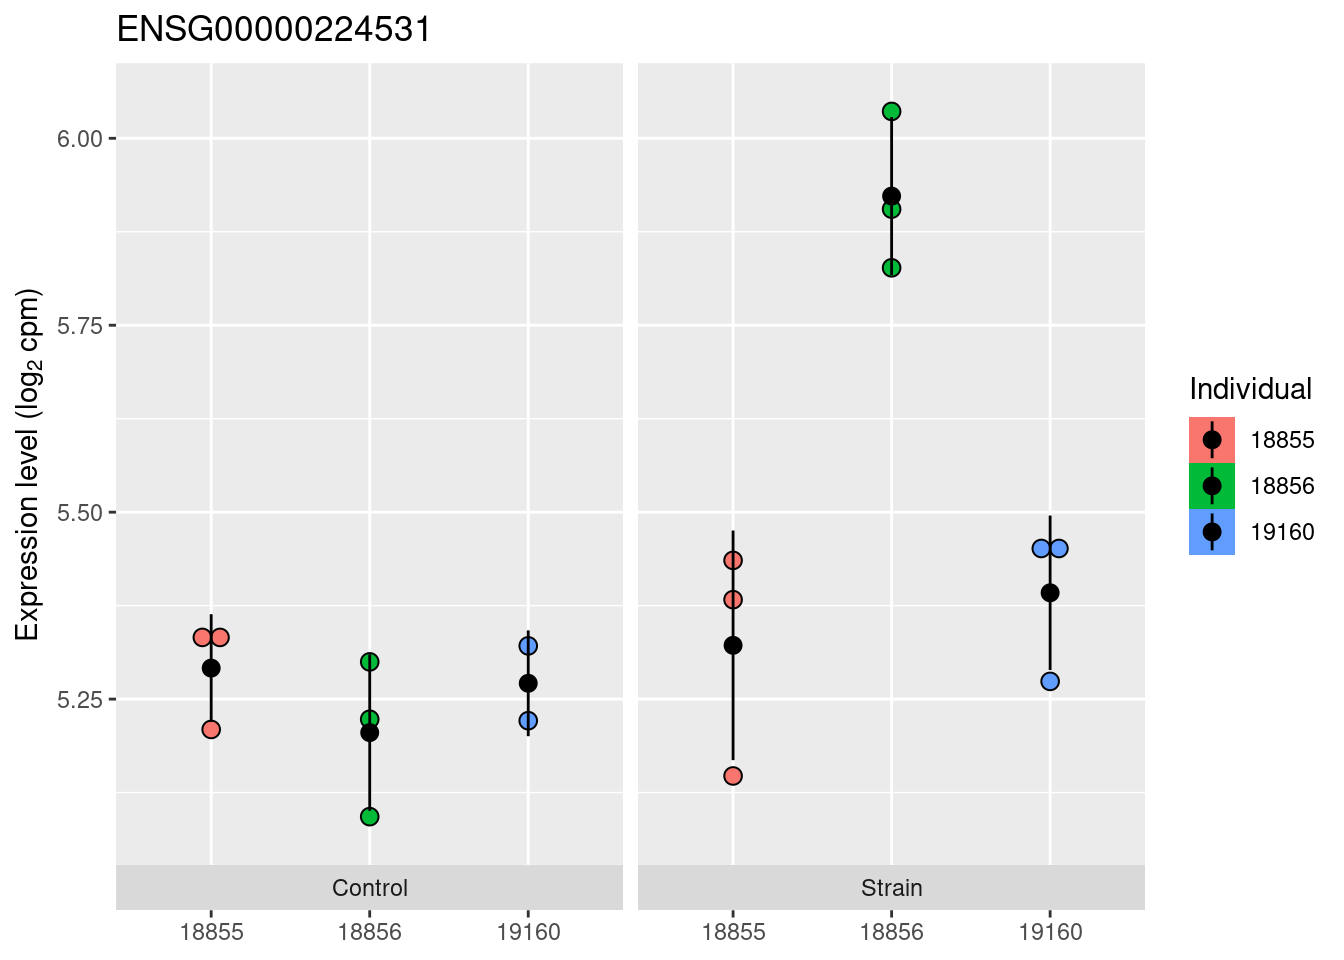 ENSG00000224531
Expression level (log₂ cpm)
6.00
5.75
5.50
5.25
Control
Strain
18855
18856
19160
18855
18856
19160
Individual
18855
18856
19160